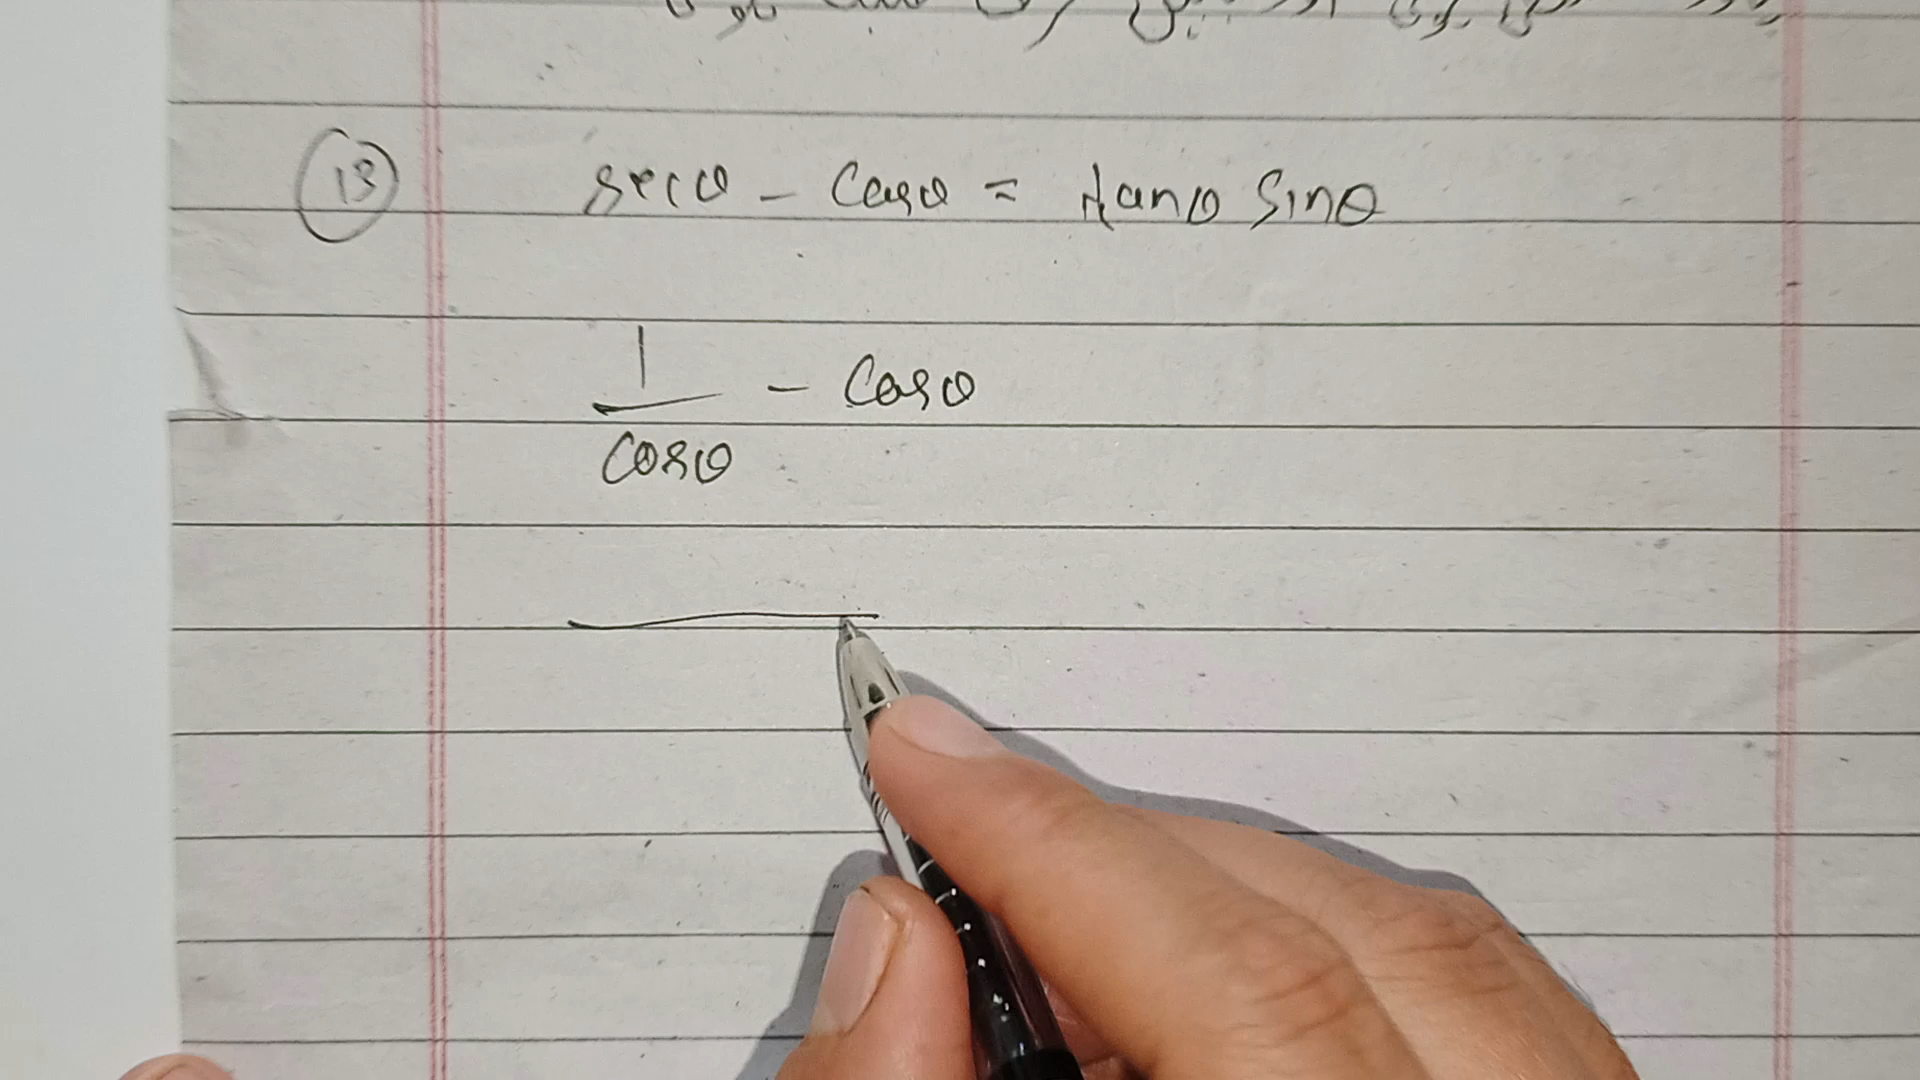 13 secθ - Cosθ = tanθ Sinθ
1
— - Cosθ
cosθ